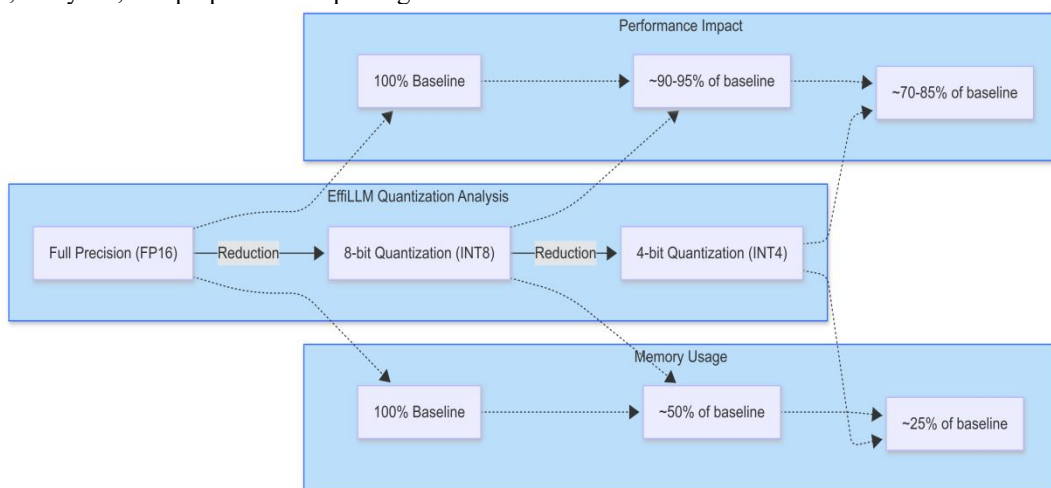 Performance Impact
100% Baseline
~90-95% of baseline
~70-85% of baseline
EffiLLM Quantization Analysis
Full Precision (FP16)
Reduction
8-bit Quantization (INT8)
Reduction
4-bit Quantization (INT4)
Memory Usage
100% Baseline
~50% of baseline
~25% of baseline